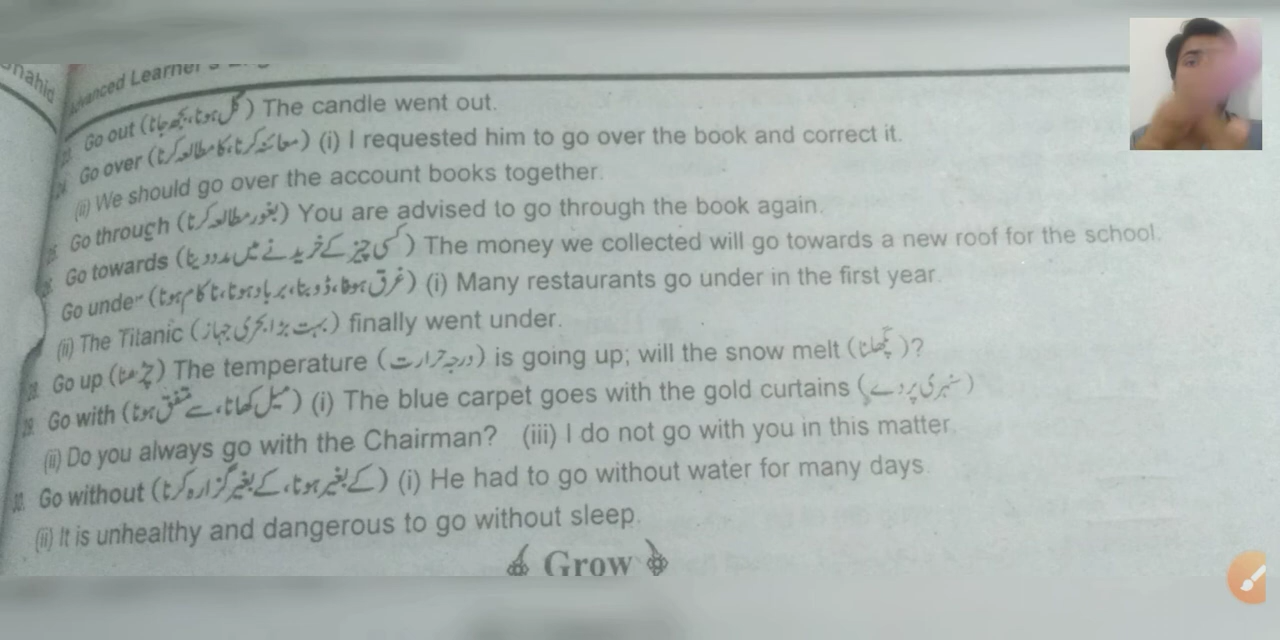 nahid Advanced Learner's
23. Go out (گل ہونا، بجھ جانا) The candle went out.
24. Go over (معائنہ کرنا، کا مطالعہ کرنا) (i) I requested him to go over the book and correct it.
(ii) We should go over the account books together.
Go through (بغور مطالعہ کرنا) You are advised to go through the book again.
Go towards (کسی چیز کے خریدنے میں مدد دینا) The money we collected will go towards a new roof for the school.
Go under (غرق ہونا، ڈوبنا، برباد ہونا، ناکام ہونا) (i) Many restaurants go under in the first year.
(ii) The Titanic (بہت بڑا بحری جہاز) finally went under.
28. Go up (چڑھنا) The temperature (درجہ حرارت) is going up; will the snow melt (پگھلنا)?
29. Go with (میل کھانا، سے متفق ہونا) (i) The blue carpet goes with the gold curtains (سنہری پردے)
(ii) Do you always go with the Chairman? (iii) I do not go with you in this matter.
30. Go without (کے بغیر ہونا، کے بغیر گزارہ کرنا) (i) He had to go without water for many days.
(ii) It is unhealthy and dangerous to go without sleep.
Grow